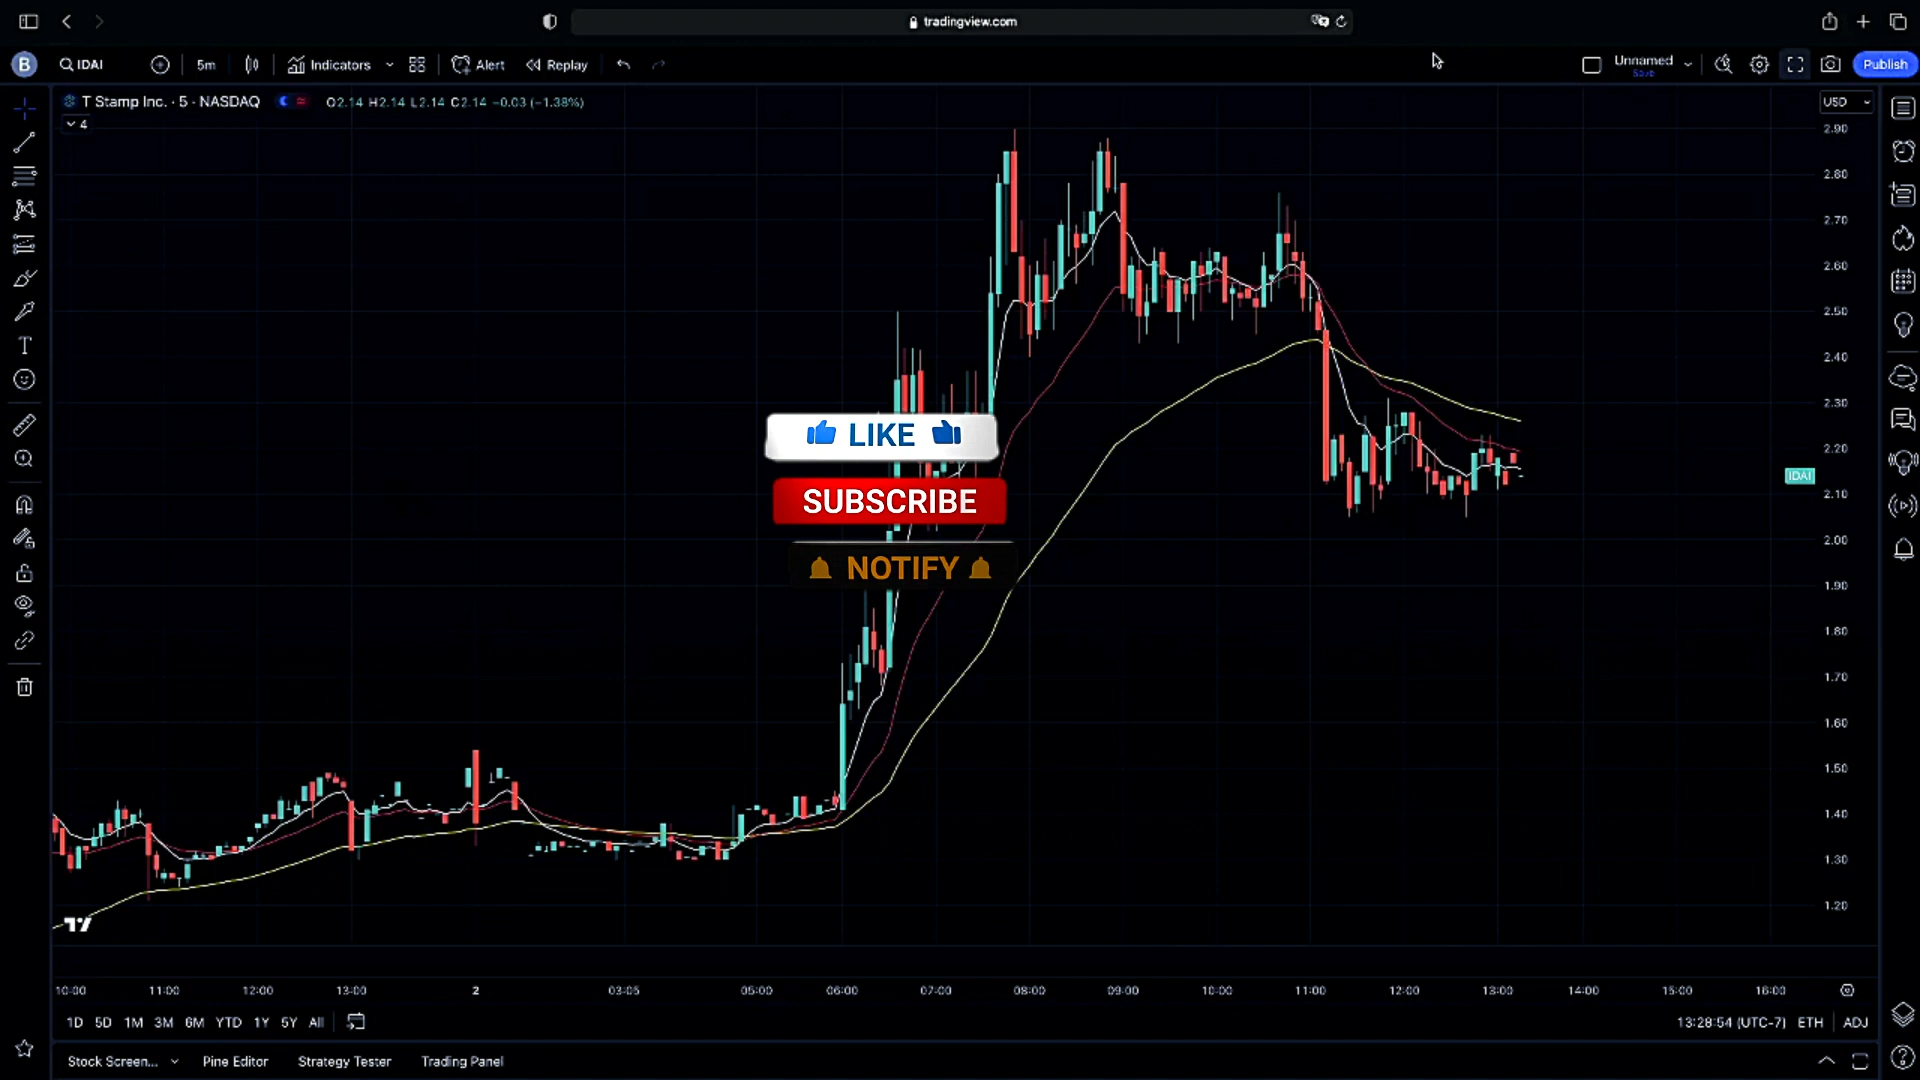 tradingview.com
B
IDAI
5m
Indicators
Alert
Replay
Unnamed
Save
Publish
T Stamp Inc. · 5 · NASDAQ
O2.14 H2.14 L2.14 C2.14 −0.03 (−1.38%)
4
USD
2.90
2.80
2.70
2.60
2.50
2.40
2.30
2.20
IDAI
2.10
2.00
1.90
1.80
1.70
1.60
1.50
1.40
1.30
1.20
LIKE
SUBSCRIBE
NOTIFY
10:00 11:00 12:00 13:00 2 03:05 05:00 06:00 07:00 08:00 09:00 10:00 11:00 12:00 13:00 14:00 15:00 16:00
1D 5D 1M 3M 6M YTD 1Y 5Y All
13:28:54 (UTC-7) ETH ADJ
Stock Screen... Pine Editor Strategy Tester Trading Panel